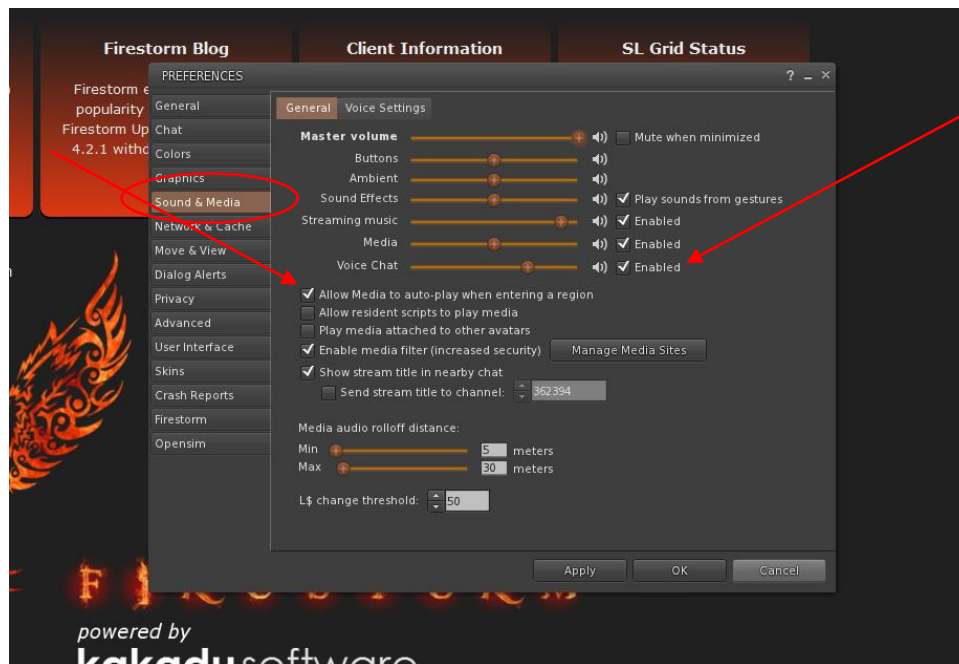 Firestorm Blog
Client Information
SL Grid Status
Firestorm e
popularity
Firestorm Up
4.2.1 witho
PREFERENCES
? _ ×
General
Chat
Colors
Graphics
Sound & Media
Network & Cache
Move & View
Dialog Alerts
Privacy
Advanced
User Interface
Skins
Crash Reports
Firestorm
Opensim
General Voice Settings
Master volume Mute when minimized
Buttons
Ambient
Sound Effects Play sounds from gestures
Streaming music Enabled
Media Enabled
Voice Chat Enabled
Allow Media to auto-play when entering a region
Allow resident scripts to play media
Play media attached to other avatars
Enable media filter (increased security) Manage Media Sites
Show stream title in nearby chat
Send stream title to channel: 362394
Media audio rolloff distance:
Min 5 meters
Max 30 meters
L$ change threshold: 50
Apply OK Cancel
F I R E S T O R M
powered by
kakadusoftware